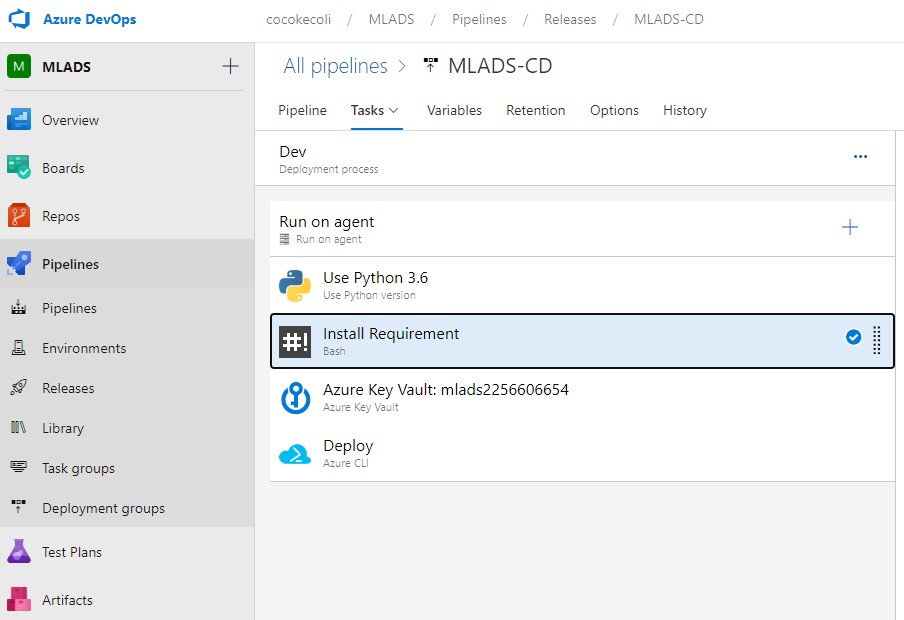 Azure DevOps
cocokecoli / MLADS / Pipelines / Releases / MLADS-CD
M MLADS
Overview
Boards
Repos
Pipelines
Pipelines
Environments
Releases
Library
Task groups
Deployment groups
Test Plans
Artifacts
All pipelines > MLADS-CD
Pipeline Tasks Variables Retention Options History
Dev
Deployment process
Run on agent
Run on agent
Use Python 3.6
Use Python version
#! Install Requirement
Bash
Azure Key Vault: mlads2256606654
Azure Key Vault
Deploy
Azure CLI